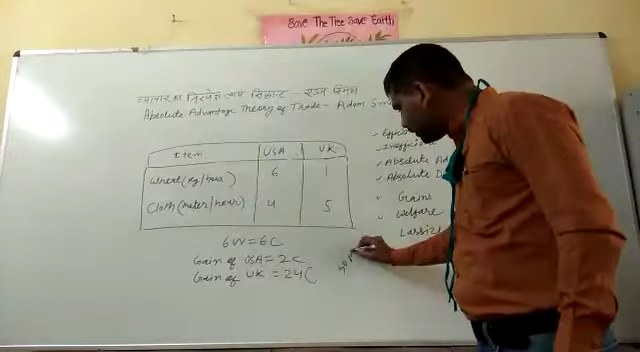 Save The Tree Save Earth
व्यापार का निरपेक्ष लाभ सिद्धान्त - एडम स्मिथ
Absolute Advantage Theory of Trade - Adam Sm
Item USA UK
Wheat (kg/hour) 6 1
Cloth (meter/hour) 4 5
6W = 6C
Gain of USA = 2C
Gain of UK = 24C
Absolute
Absolute D
Gains
Welfare